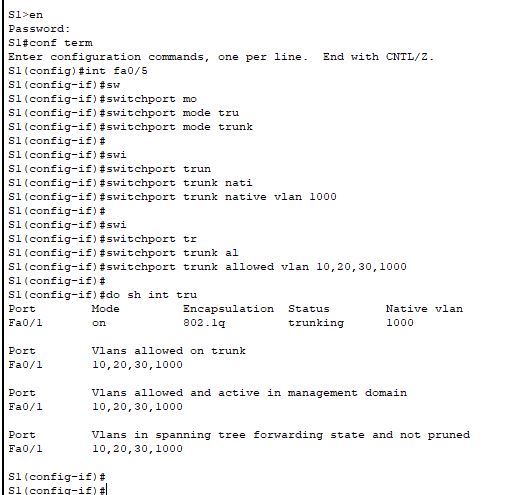 S1>en
Password:
S1#conf term
Enter configuration commands, one per line.  End with CNTL/Z.
S1(config)#int fa0/5
S1(config-if)#sw
S1(config-if)#switchport mo
S1(config-if)#switchport mode tru
S1(config-if)#switchport mode trunk
S1(config-if)#
S1(config-if)#swi
S1(config-if)#switchport trun
S1(config-if)#switchport trunk nati
S1(config-if)#switchport trunk native vlan 1000
S1(config-if)#
S1(config-if)#swi
S1(config-if)#switchport tr
S1(config-if)#switchport trunk al
S1(config-if)#switchport trunk allowed vlan 10,20,30,1000
S1(config-if)#
S1(config-if)#do sh int tru
Port        Mode         Encapsulation  Status        Native vlan
Fa0/1       on           802.1q         trunking      1000

Port        Vlans allowed on trunk
Fa0/1       10,20,30,1000

Port        Vlans allowed and active in management domain
Fa0/1       10,20,30,1000

Port        Vlans in spanning tree forwarding state and not pruned
Fa0/1       10,20,30,1000

S1(config-if)#
S1(config-if)#